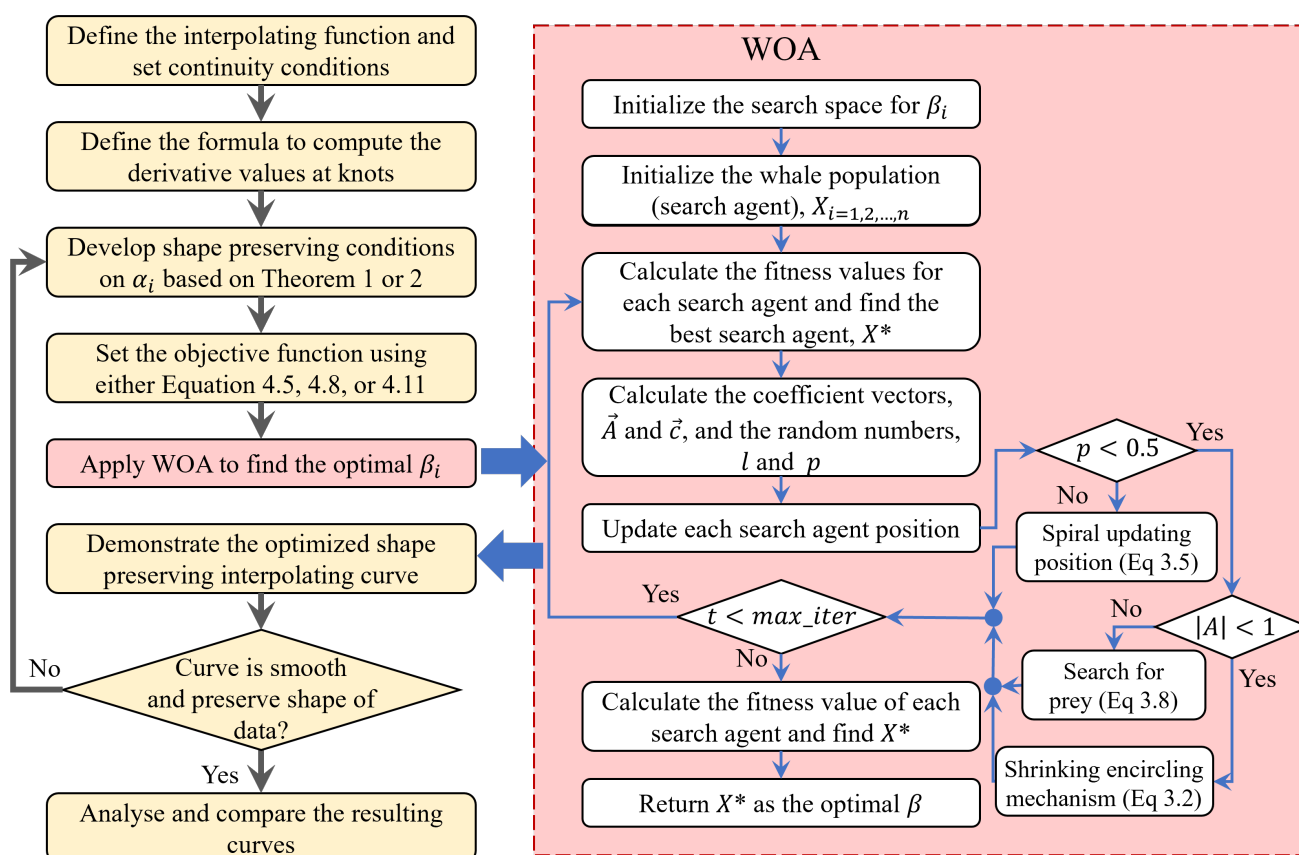 Define the interpolating function and
set continuity conditions
Define the formula to compute the
derivative values at knots
Develop shape preserving conditions
on αᵢ based on Theorem 1 or 2
Set the objective function using
either Equation 4.5, 4.8, or 4.11
Apply WOA to find the optimal βᵢ
Demonstrate the optimized shape
preserving interpolating curve
No
Curve is smooth
and preserve shape of
data?
Yes
Analyse and compare the resulting
curves
WOA
Initialize the search space for βᵢ
Initialize the whale population
(search agent), X_{i=1,2,…,n}
Calculate the fitness values for
each search agent and find the
best search agent, X*
Calculate the coefficient vectors,
A⃗ and c⃗, and the random numbers,
l and p
Update each search agent position
p < 0.5
Yes
No
Spiral updating
position (Eq 3.5)
|A| < 1
No
Yes
Search for
prey (Eq 3.8)
Shrinking encircling
mechanism (Eq 3.2)
t < max_iter
Yes
No
Calculate the fitness value of each
search agent and find X*
Return X* as the optimal β